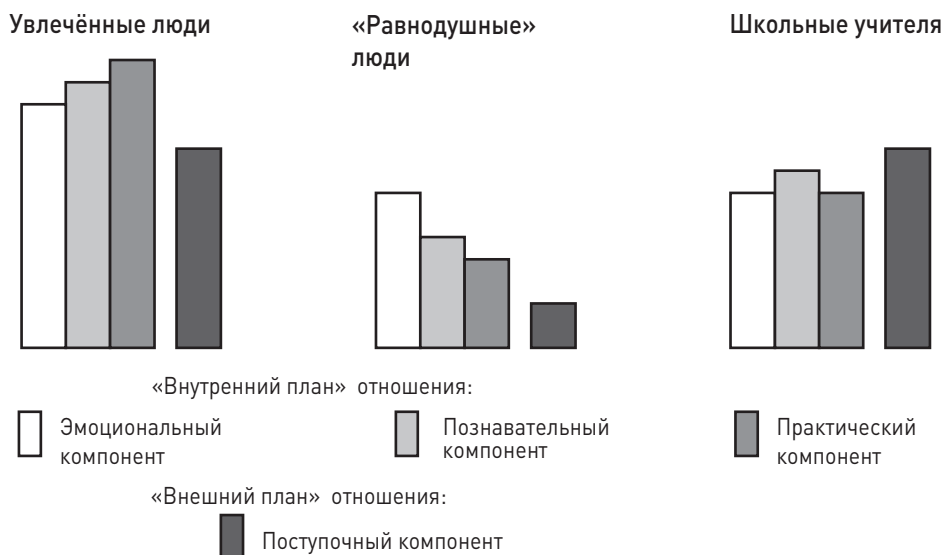 Увлечённые люди
«Равнодушные»
люди
Школьные учителя
«Внутренний план» отношения:
Эмоциональный
компонент
Познавательный
компонент
Практический
компонент
«Внешний план» отношения:
Поступочный компонент